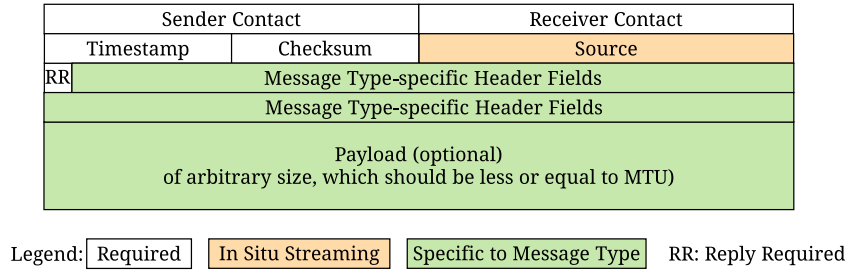 Sender Contact Receiver Contact
Timestamp Checksum Source
RR Message Type-specific Header Fields
Message Type-specific Header Fields
Payload (optional)
of arbitrary size, which should be less or equal to MTU)
Legend: Required In Situ Streaming Specific to Message Type RR: Reply Required